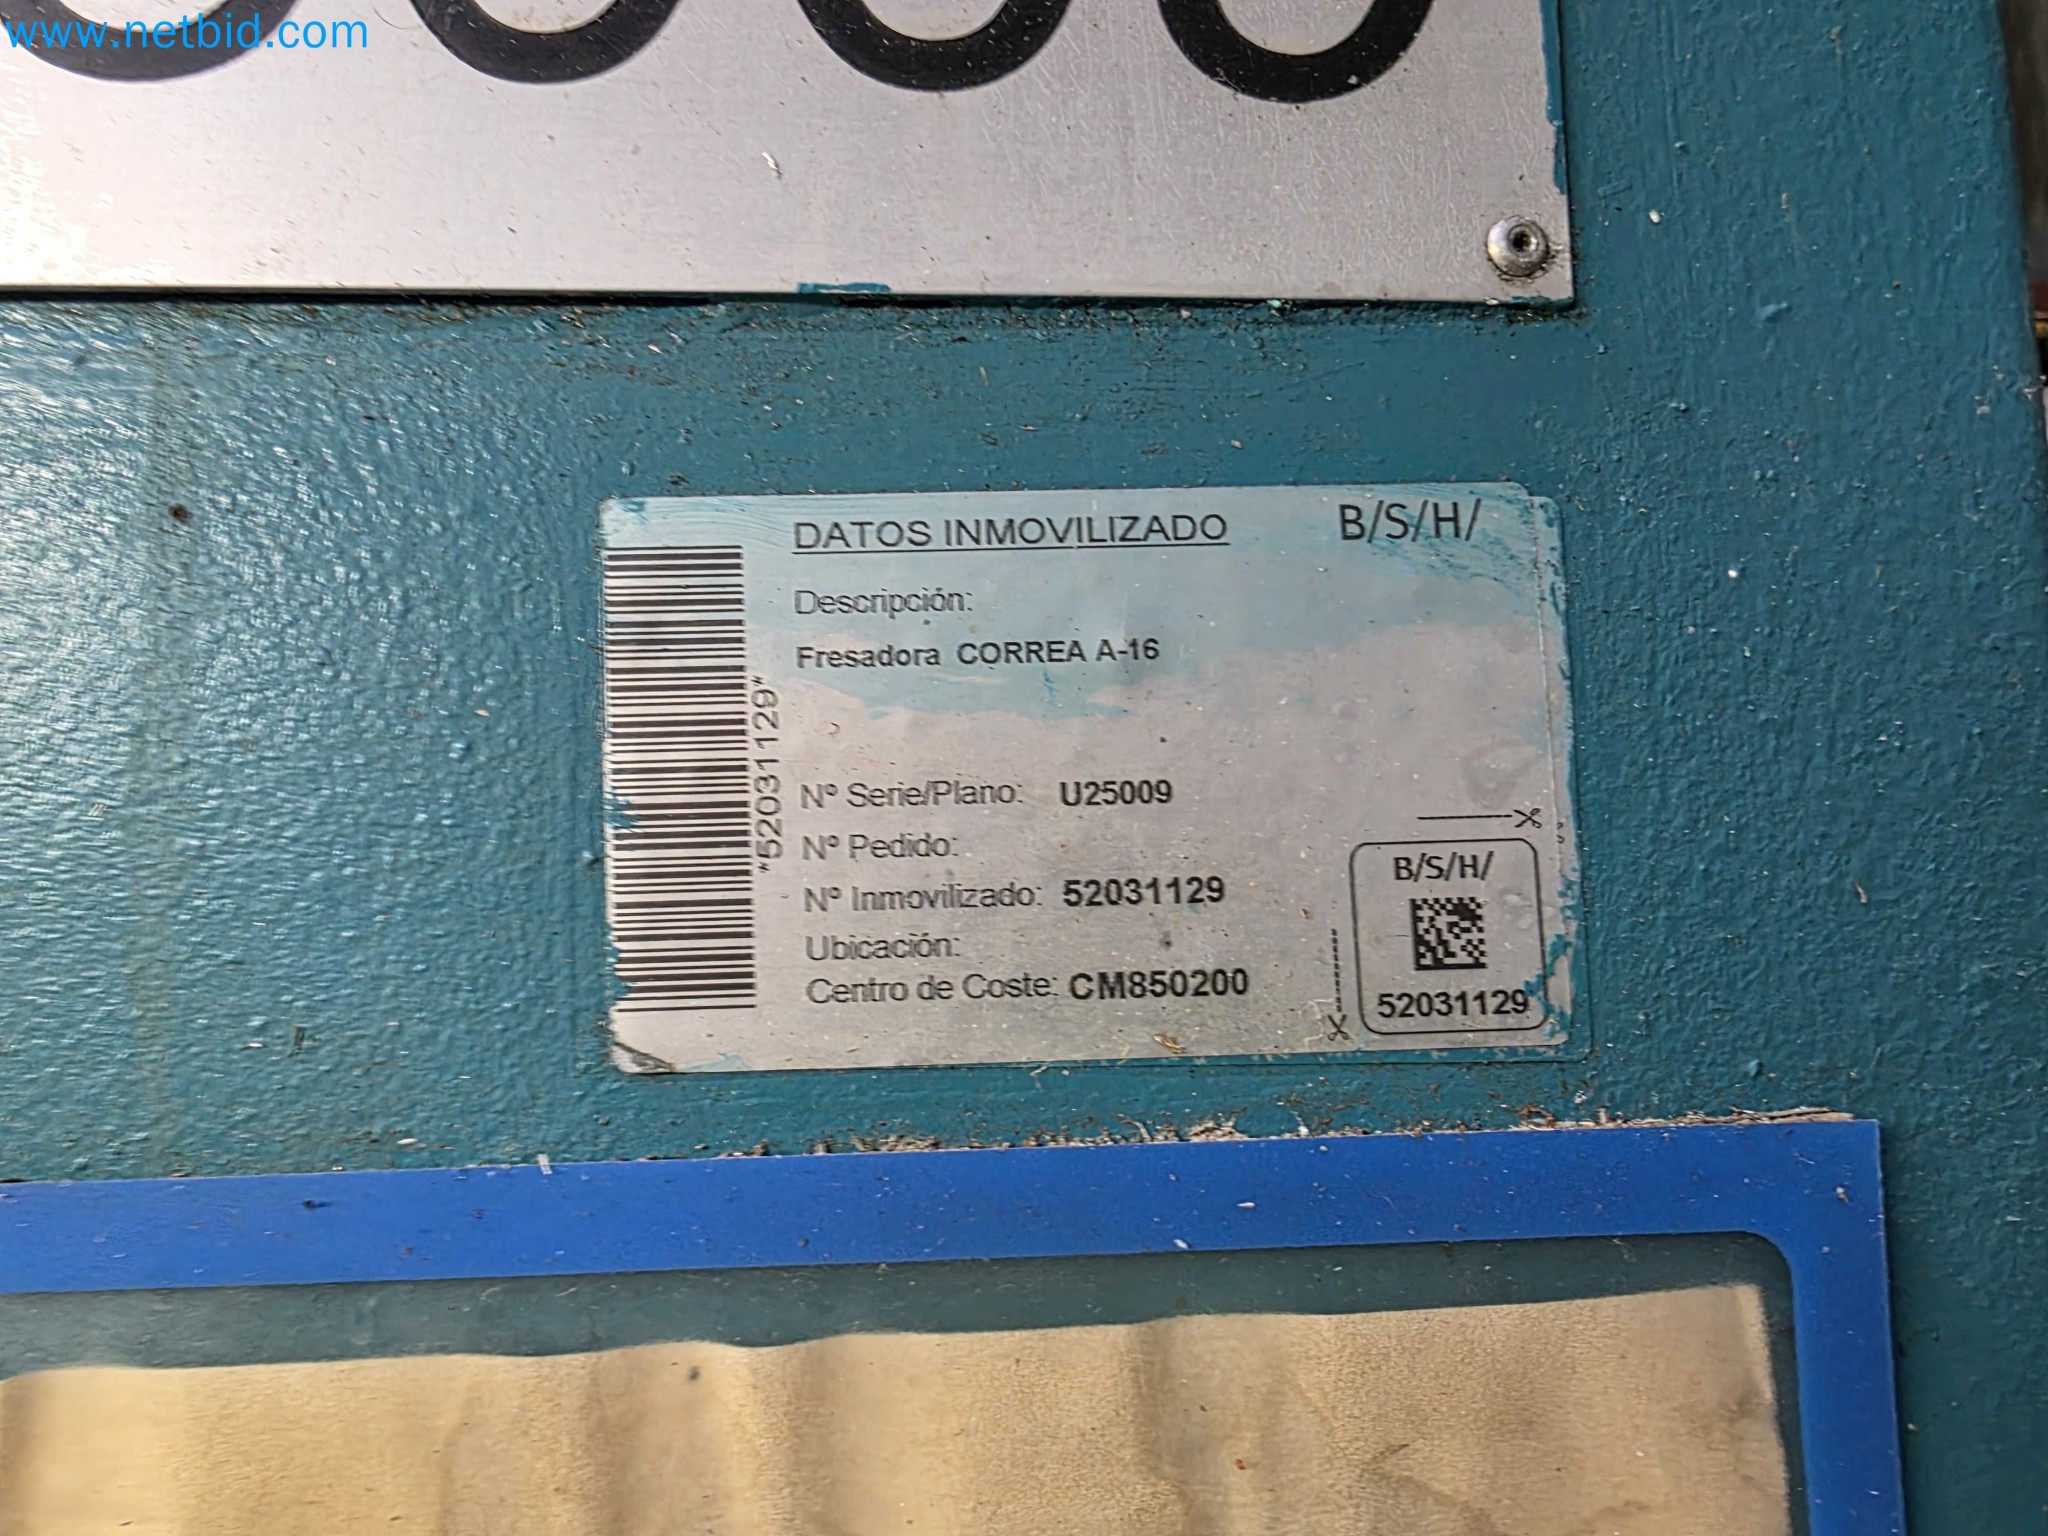 www.netbid.com
DATOS INMOVILIZADO
B/S/H/
Descripción:
Fresadora CORREA A-16
*52031129*
Nº Serie/Plano: U25009
Nº Pedido:
Nº Inmovilizado: 52031129
Ubicación:
Centro de Coste: CM850200
B/S/H/
52031129